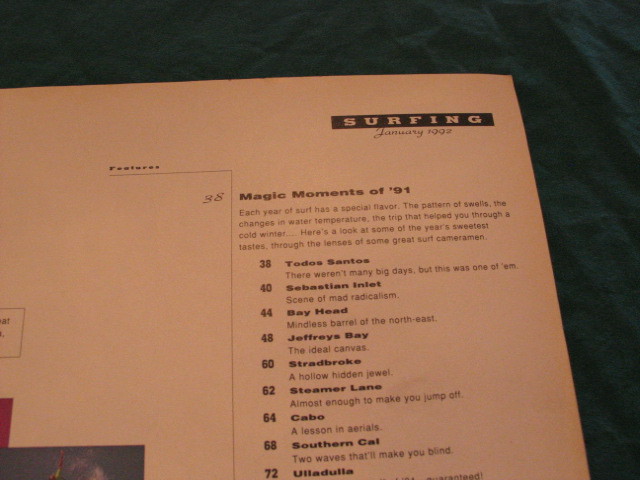 SURFING
January 1992
Features
38
Magic Moments of '91
Each year of surf has a special flavor. The pattern of swells, the
changes in water temperature, the trip that helped you through a
cold winter.... Here's a look at some of the year's sweetest
tastes, through the lenses of some great surf cameramen.
38 Todos Santos
There weren't many big days, but this was one of 'em.
40 Sebastian Inlet
Scene of mad radicalism.
44 Bay Head
Mindless barrel of the north-east.
48 Jeffreys Bay
The ideal canvas.
60 Stradbroke
A hollow hidden jewel.
62 Steamer Lane
Almost enough to make you jump off.
64 Cabo
A lesson in aerials.
68 Southern Cal
Two waves that'll make you blind.
72 Ulladulla
guaranteed!